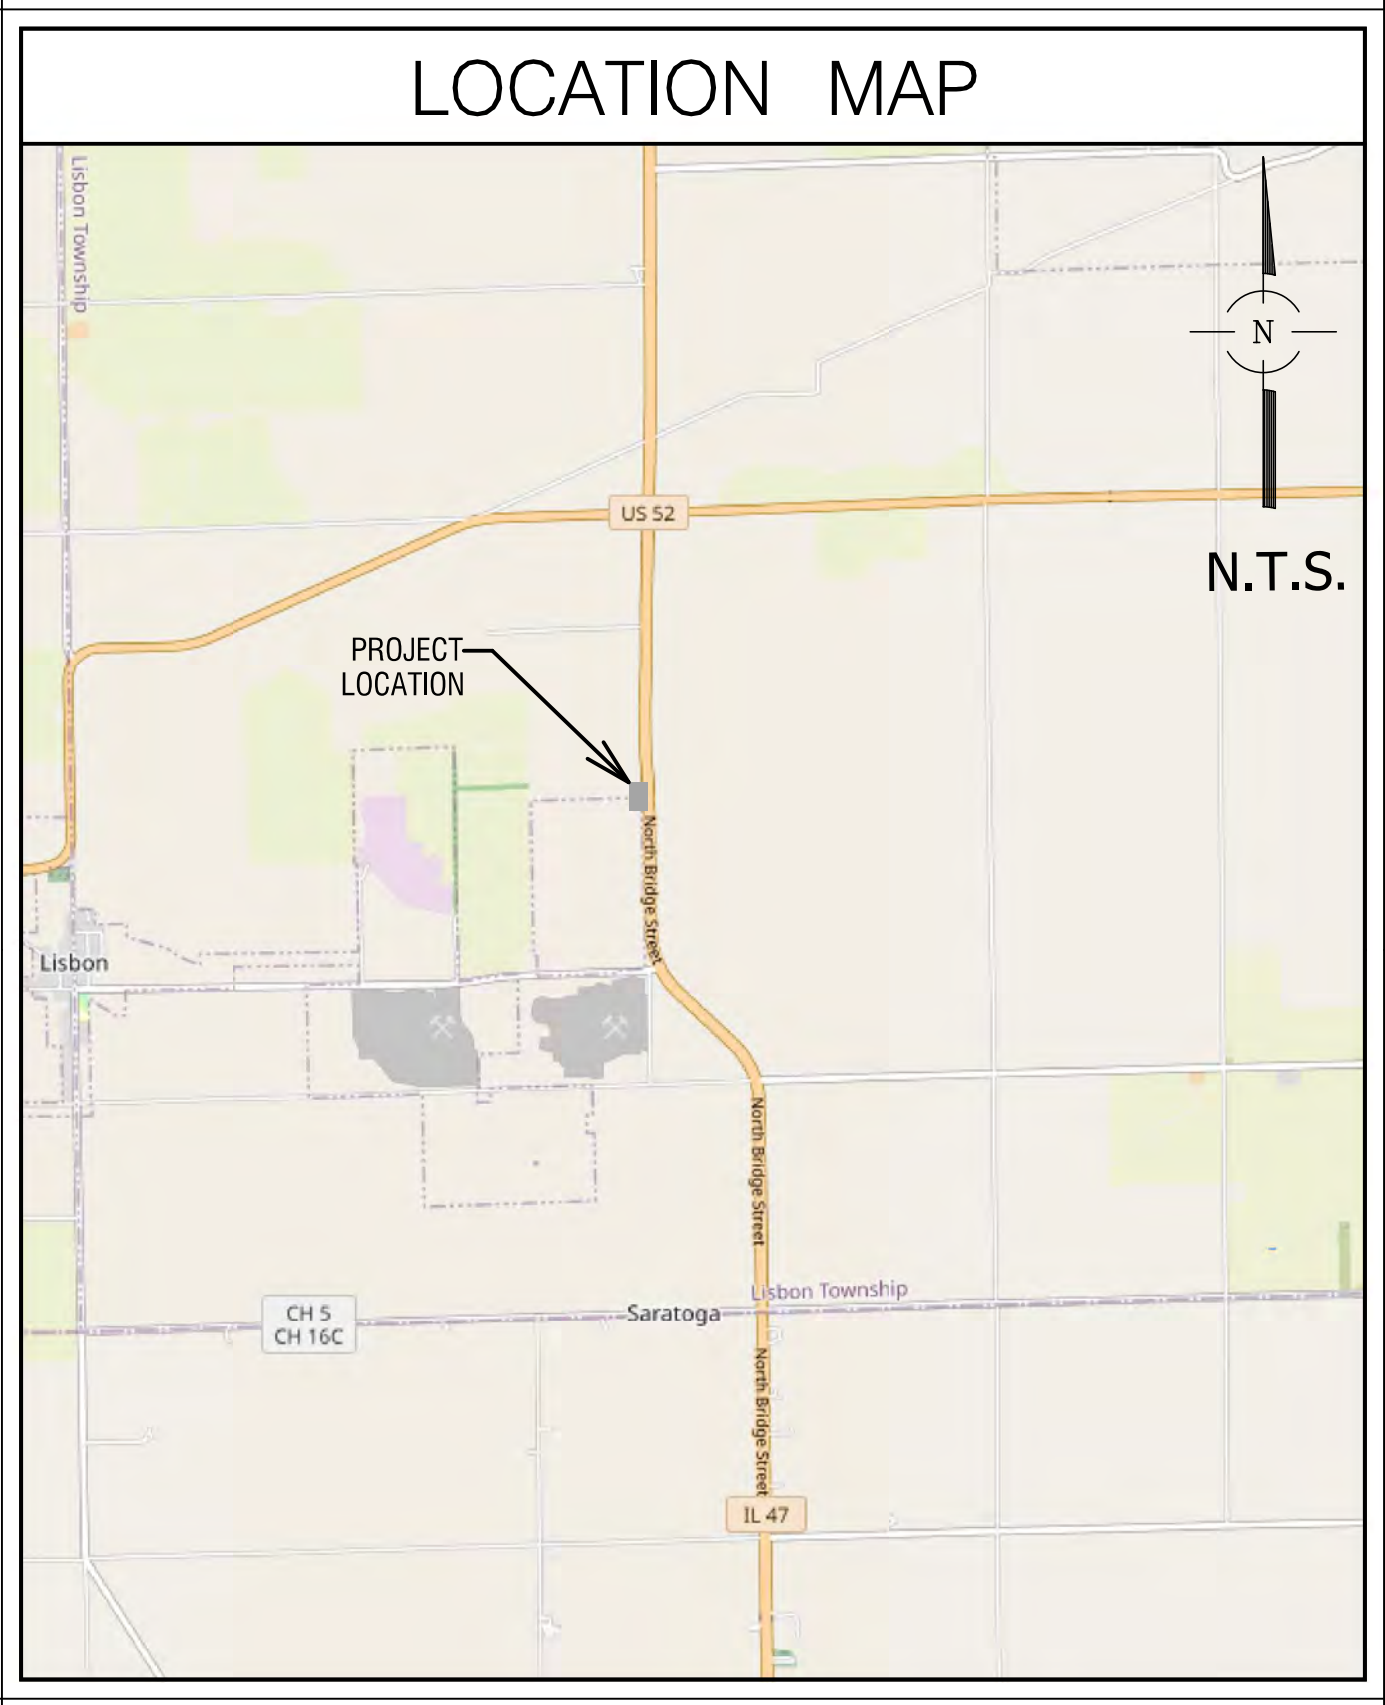 LOCATION MAP
Lisbon Township
N
US 52
N.T.S.
PROJECT
LOCATION
North Bridge Street
Lisbon
North Bridge Street
Lisbon Township
CH 5
CH 16C
Saratoga
North Bridge Street
IL 47